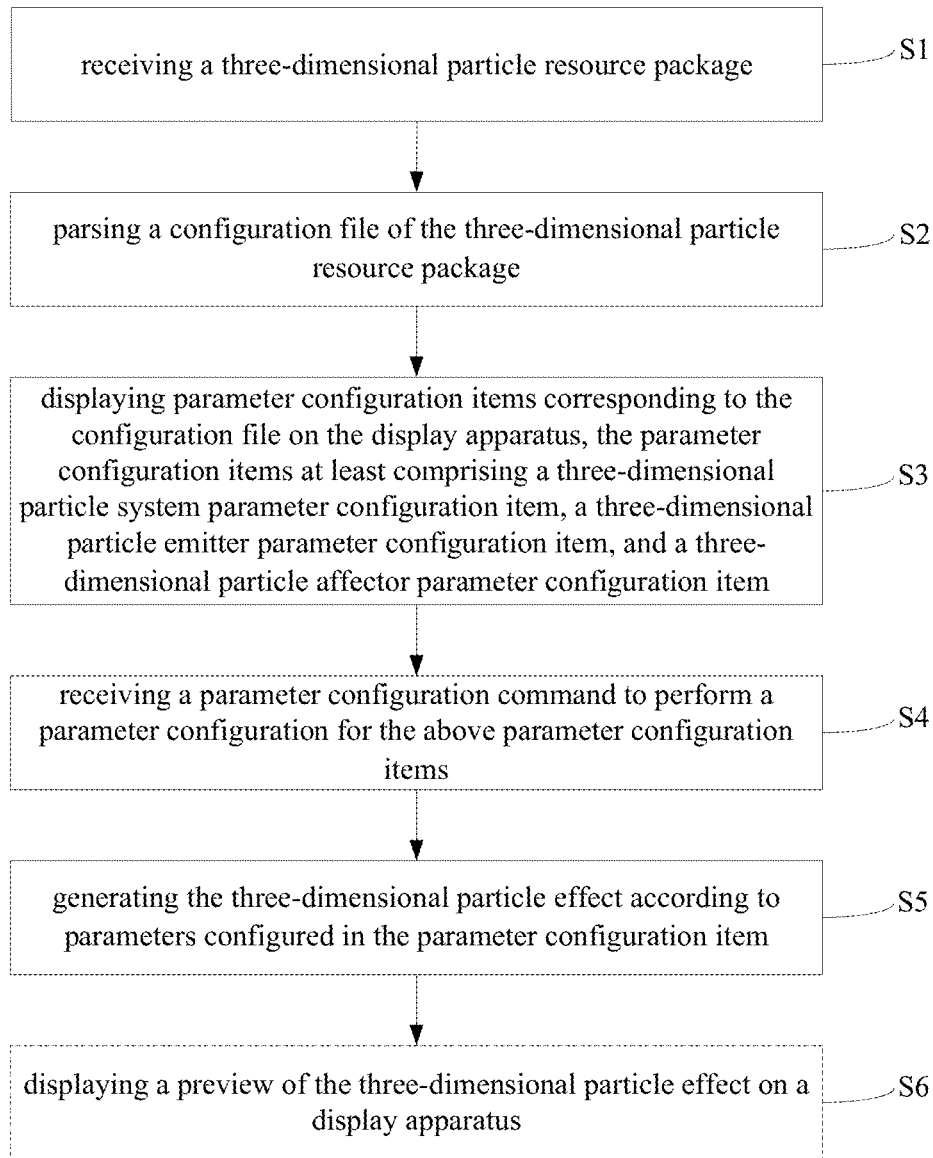 receiving a three-dimensional particle resource package
S1
parsing a configuration file of the three-dimensional particle
resource package
S2
displaying parameter configuration items corresponding to the
configuration file on the display apparatus, the parameter
configuration items at least comprising a three-dimensional
particle system parameter configuration item, a three-dimensional
particle emitter parameter configuration item, and a three-
dimensional particle affector parameter configuration item
S3
receiving a parameter configuration command to perform a
parameter configuration for the above parameter configuration
items
S4
generating the three-dimensional particle effect according to
parameters configured in the parameter configuration item
S5
displaying a preview of the three-dimensional particle effect on a
display apparatus
S6